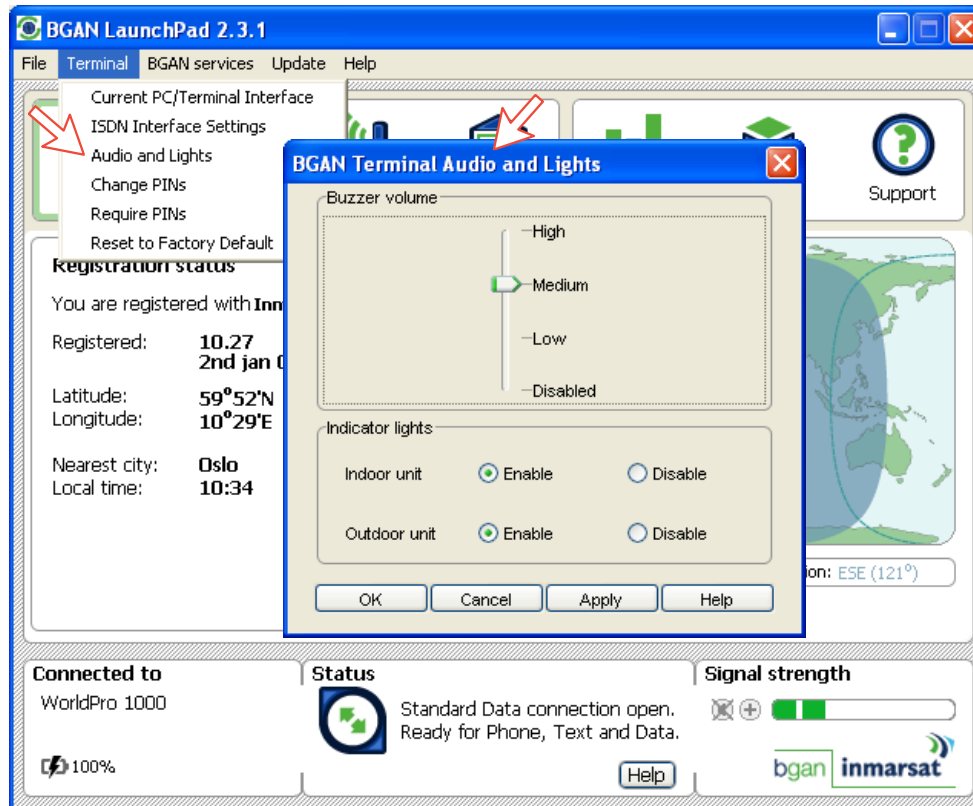 BGAN LaunchPad 2.3.1
File Terminal BGAN services Update Help
Current PC/Terminal Interface
ISDN Interface Settings
Audio and Lights
Change PINs
Require PINs
Reset to Factory Default
Support
BGAN Terminal Audio and Lights
Buzzer volume
High
Medium
Low
Disabled
Indicator lights
Indoor unit Enable Disable
Outdoor unit Enable Disable
OK Cancel Apply Help
Registration status
You are registered with
Registered: 10.27
2nd jan
Latitude: 59°52'N
Longitude: 10°29'E
Nearest city: Oslo
Local time: 10:34
ESE (121°)
Connected to
WorldPro 1000
100%
Status
Standard Data connection open.
Ready for Phone, Text and Data.
Help
Signal strength
bgan inmarsat